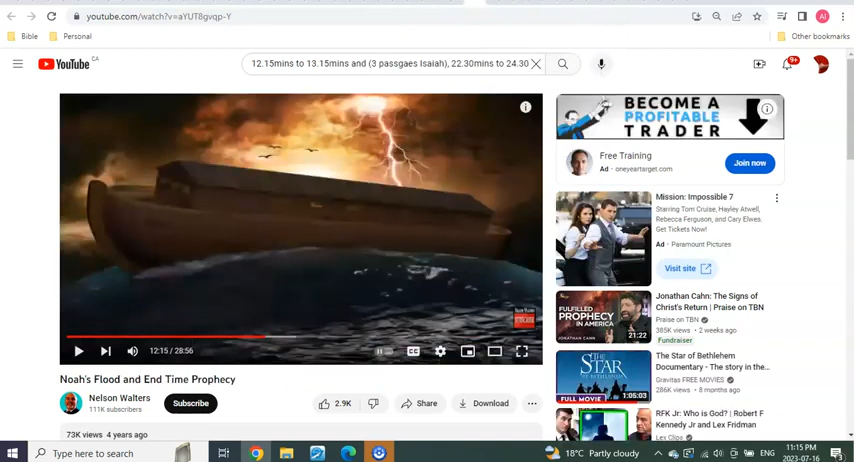 youtube.com/watch?v=aYUT8gvqp-Y
AI
Bible
Personal
Other bookmarks
YouTube CA
12.15mins to 13.15mins and (3 passgaes Isaiah), 22.30mins to 24.30
9+
BECOME A
PROFITABLE
TRADER
Free Training
Ad · oneyeartarget.com
Join now
Mission: Impossible 7
Starring Tom Cruise, Hayley Atwell,
Rebecca Ferguson, and Cary Elwes.
Get Tickets Now!
Ad · Paramount Pictures
Visit site
FULFILLED
PROPHECY
IN AMERICA
JONATHAN CAHN
21:22
Jonathan Cahn: The Signs of
Christ's Return | Praise on TBN
Praise on TBN
385K views · 2 weeks ago
Fundraiser
THE
STAR
OF BETHLEHEM
FULL MOVIE
1:05:03
The Star of Bethlehem
Documentary - The story in the...
Gravitas FREE MOVIES
286K views · 8 months ago
RFK Jr: Who is God? | Robert F
Kennedy Jr and Lex Fridman
Lex Clips
12:15 / 28:56
CC
Noah's Flood and End Time Prophecy
Nelson Walters
111K subscribers
Subscribe
2.9K
Share
Download
73K views 4 years ago
Type here to search
18°C Partly cloudy
ENG
11:15 PM
2023-07-16
3